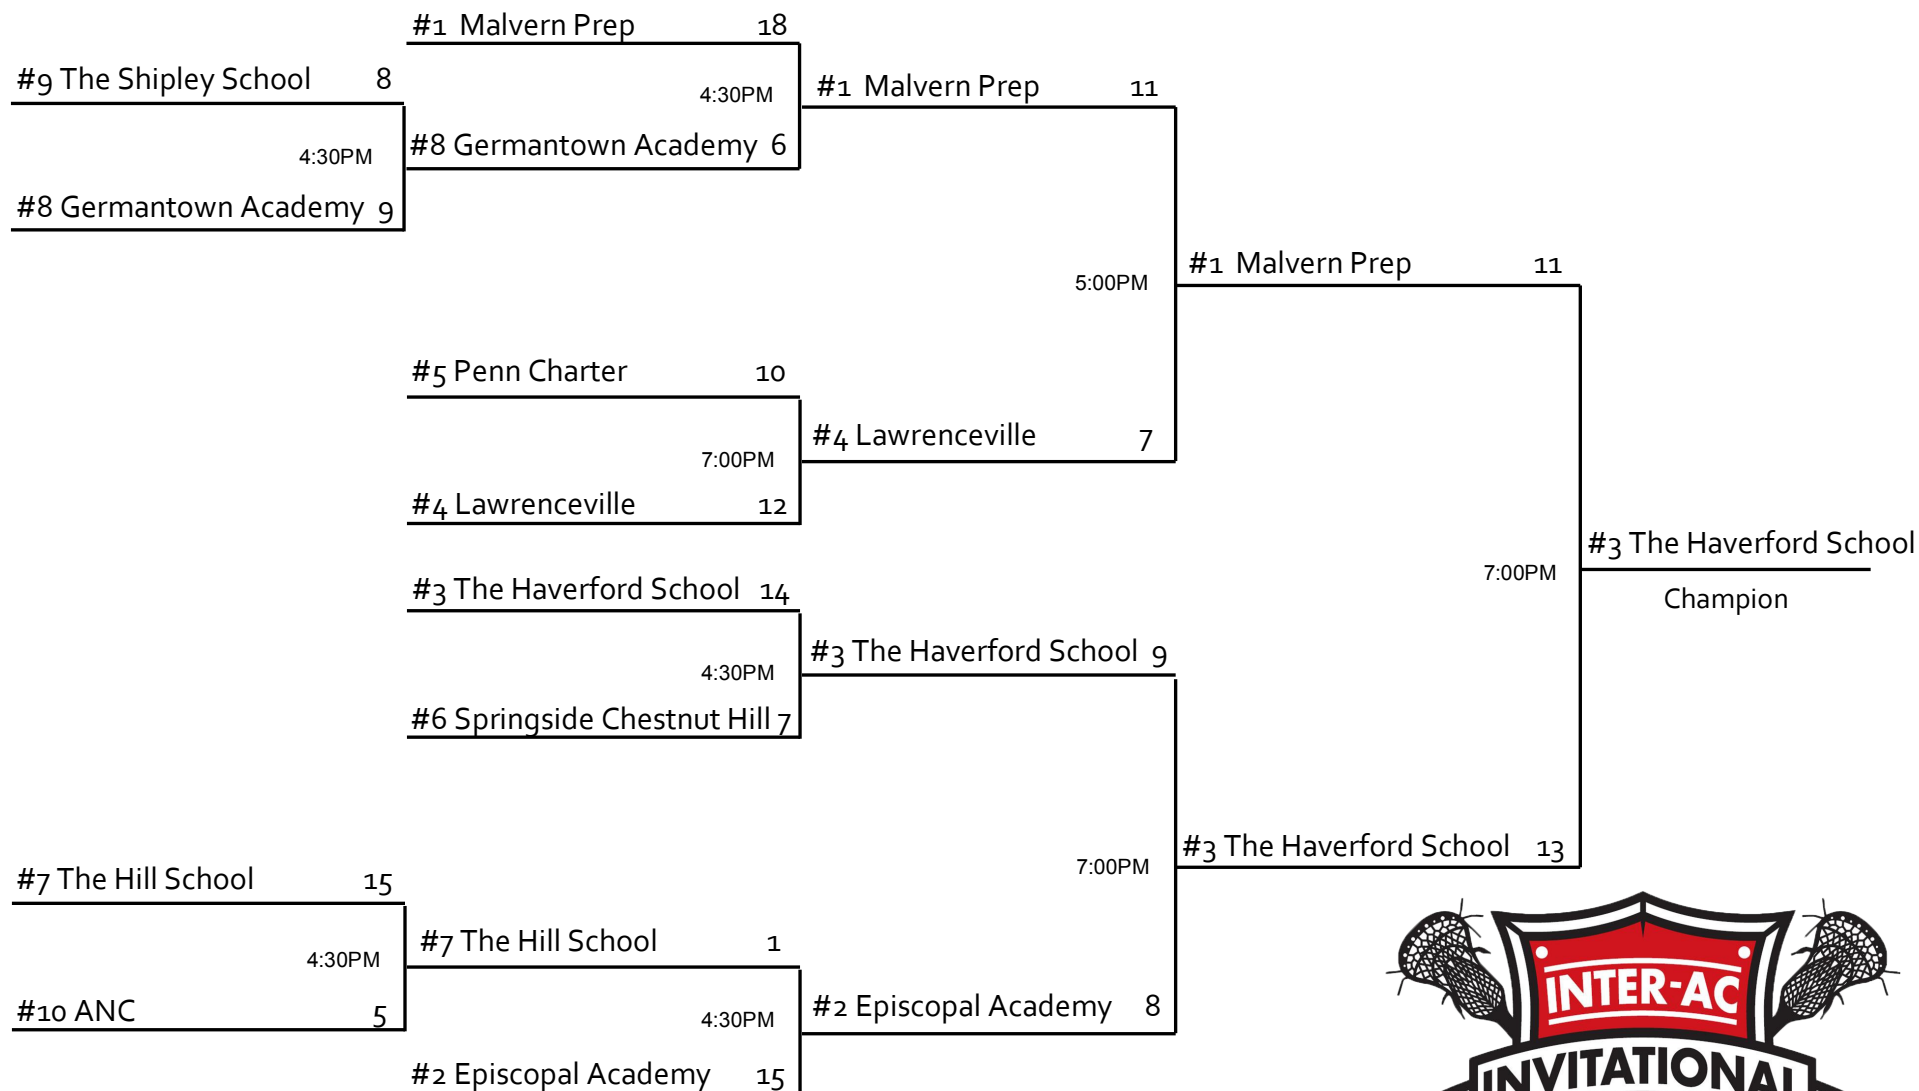 #1 Malvern Prep 18
#9 The Shipley School 8
4:30PM
#1 Malvern Prep 11
#8 Germantown Academy 6
4:30PM
#8 Germantown Academy 9
#1 Malvern Prep 11
5:00PM
#5 Penn Charter 10
#4 Lawrenceville 7
7:00PM
#4 Lawrenceville 12
#3 The Haverford School
7:00PM
Champion
#3 The Haverford School 14
#3 The Haverford School 9
4:30PM
#6 Springside Chestnut Hill 7
#3 The Haverford School 13
7:00PM
#7 The Hill School 15
#7 The Hill School 1
4:30PM
#10 ANC 5
#2 Episcopal Academy 8
4:30PM
#2 Episcopal Academy 15
INTER-AC
INVITATIONAL